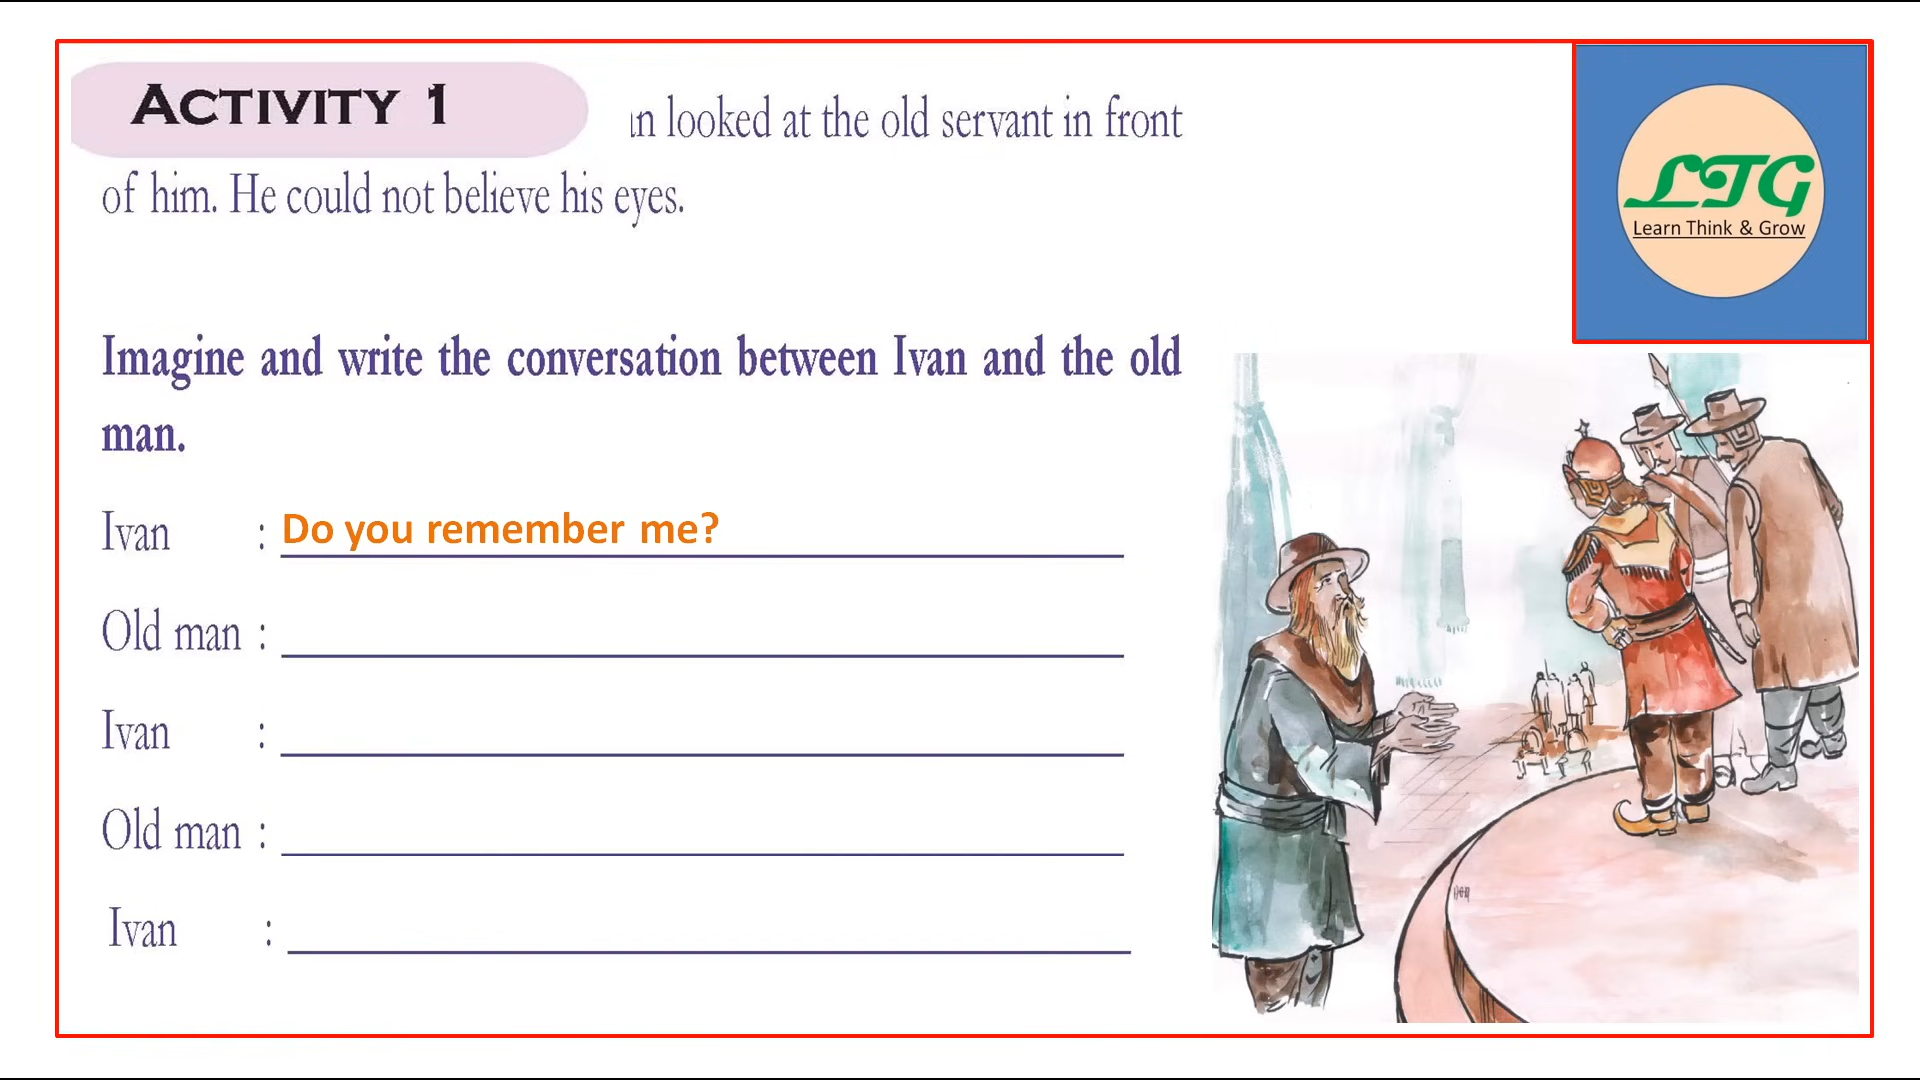 ACTIVITY 1
looked at the old servant in front
of him. He could not believe his eyes.
LTG
Learn Think & Grow
Imagine and write the conversation between Ivan and the old
man.
Ivan : Do you remember me?
Old man :
Ivan :
Old man :
Ivan :